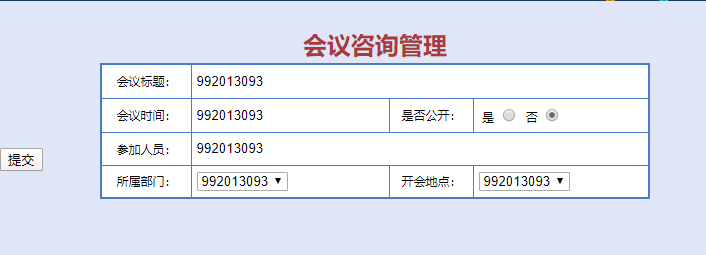 会议咨询管理
会议标题： 992013093
会议时间： 992013093 是否公开： 是 否
参加人员： 992013093
提交
所属部门： 992013093 开会地点： 992013093